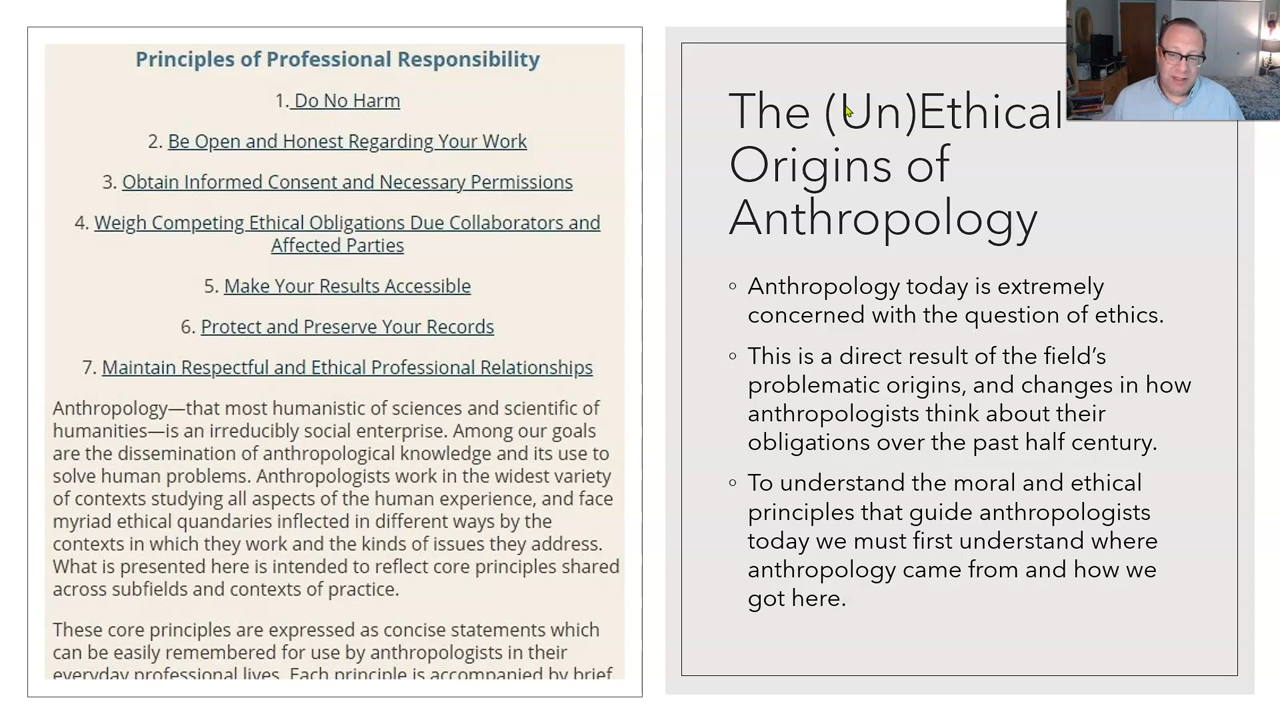 Principles of Professional Responsibility
1. Do No Harm
2. Be Open and Honest Regarding Your Work
3. Obtain Informed Consent and Necessary Permissions
4. Weigh Competing Ethical Obligations Due Collaborators and
Affected Parties
5. Make Your Results Accessible
6. Protect and Preserve Your Records
7. Maintain Respectful and Ethical Professional Relationships
Anthropology—that most humanistic of sciences and scientific of
humanities—is an irreducibly social enterprise. Among our goals
are the dissemination of anthropological knowledge and its use to
solve human problems. Anthropologists work in the widest variety
of contexts studying all aspects of the human experience, and face
myriad ethical quandaries inflected in different ways by the
contexts in which they work and the kinds of issues they address.
What is presented here is intended to reflect core principles shared
across subfields and contexts of practice.
These core principles are expressed as concise statements which
can be easily remembered for use by anthropologists in their
everyday professional lives. Each principle is accompanied by brief
The (Un)Ethical
Origins of
Anthropology
◦ Anthropology today is extremely
concerned with the question of ethics.
◦ This is a direct result of the field's
problematic origins, and changes in how
anthropologists think about their
obligations over the past half century.
◦ To understand the moral and ethical
principles that guide anthropologists
today we must first understand where
anthropology came from and how we
got here.